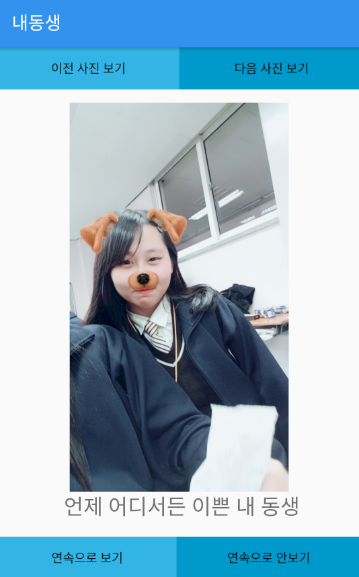 내동생
이전 사진 보기 다음 사진 보기
언제 어디서든 이쁜 내 동생
연속으로 보기 연속으로 안보기